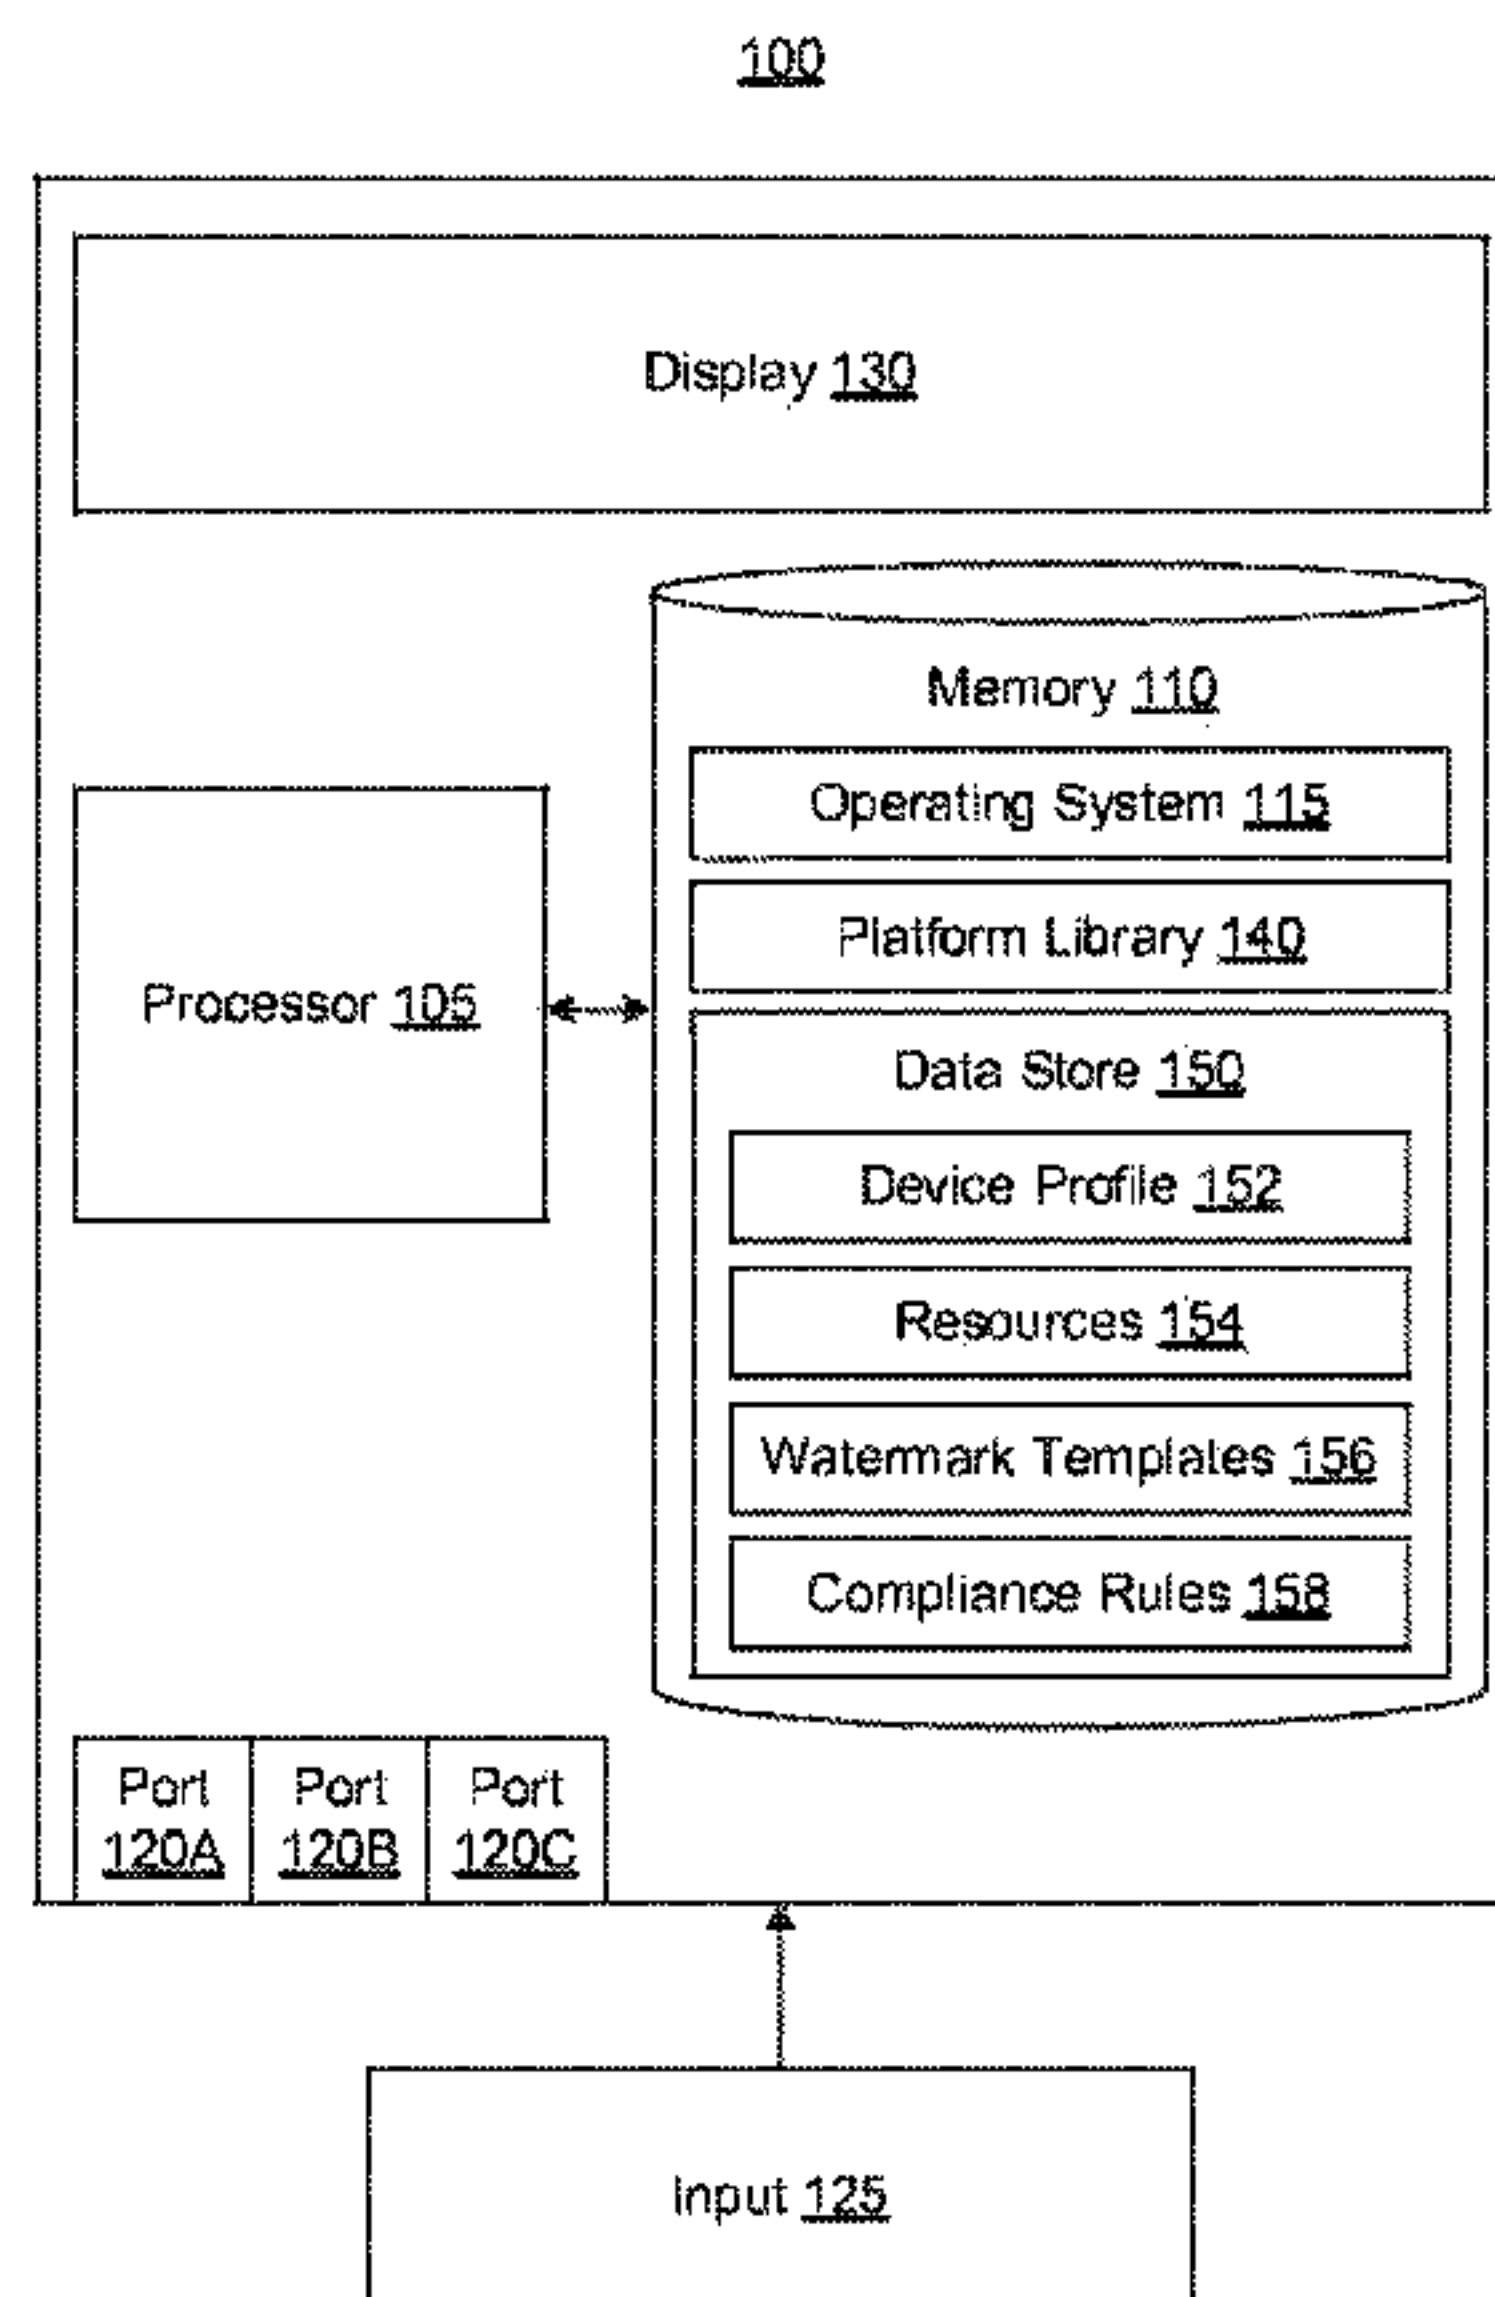 100
Display 130
Memory 110
Operating System 115
Platform Library 140
Processor 105
Data Store 150
Device Profile 152
Resources 154
Watermark Templates 156
Compliance Rules 158
Port 120A
Port 120B
Port 120C
Input 125